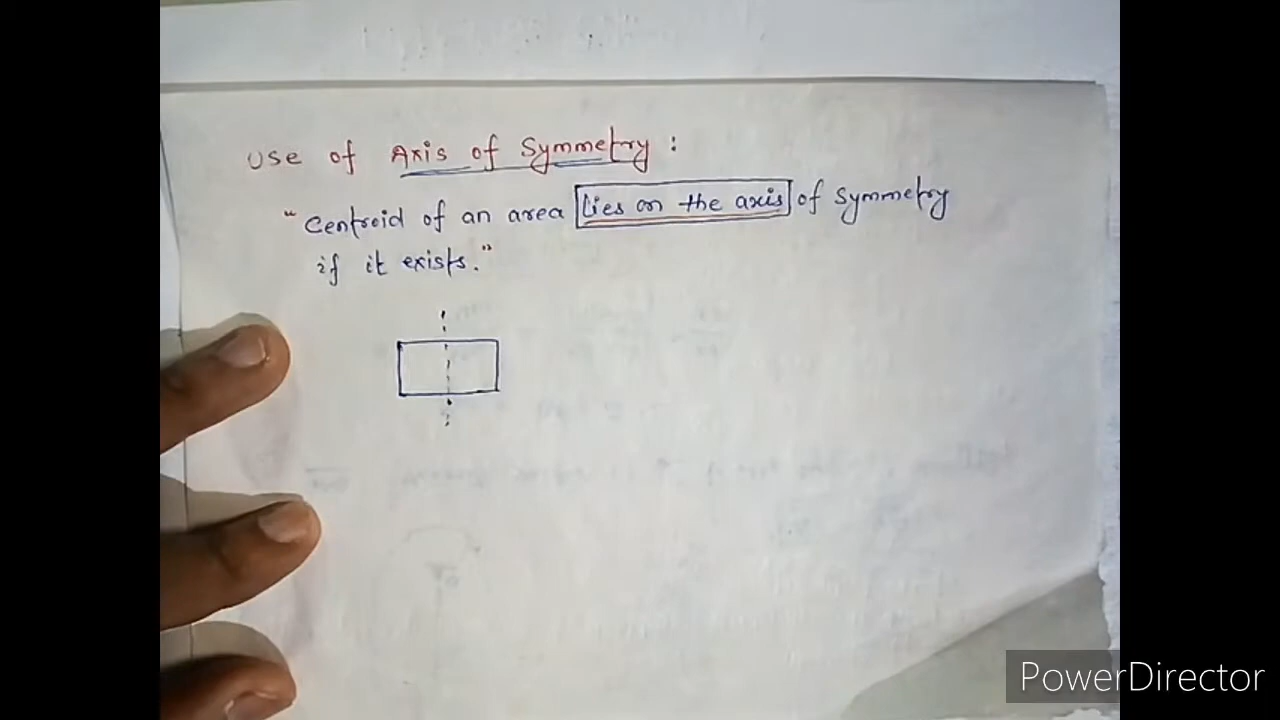 Use of Axis of Symmetry :
"Centroid of an area lies on the axis of symmetry
if it exists."
PowerDirector